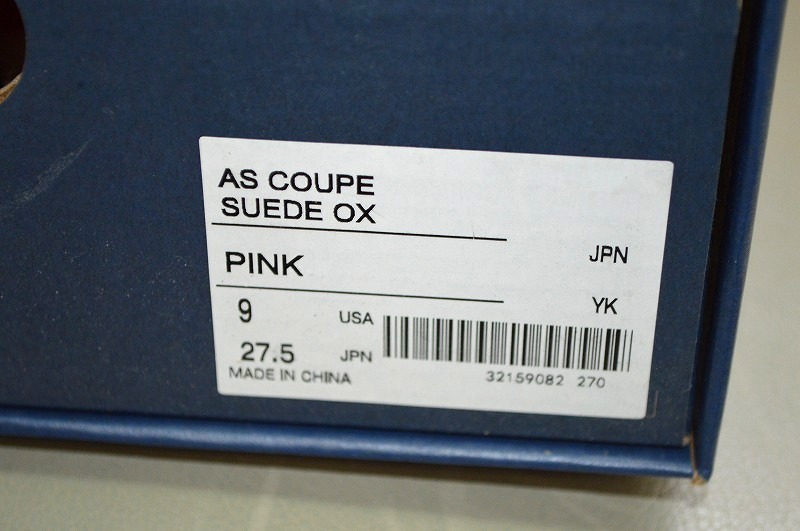 AS COUPE
SUEDE OX
JPN
PINK
YK
9 USA
27.5 JPN
MADE IN CHINA
32159082 270